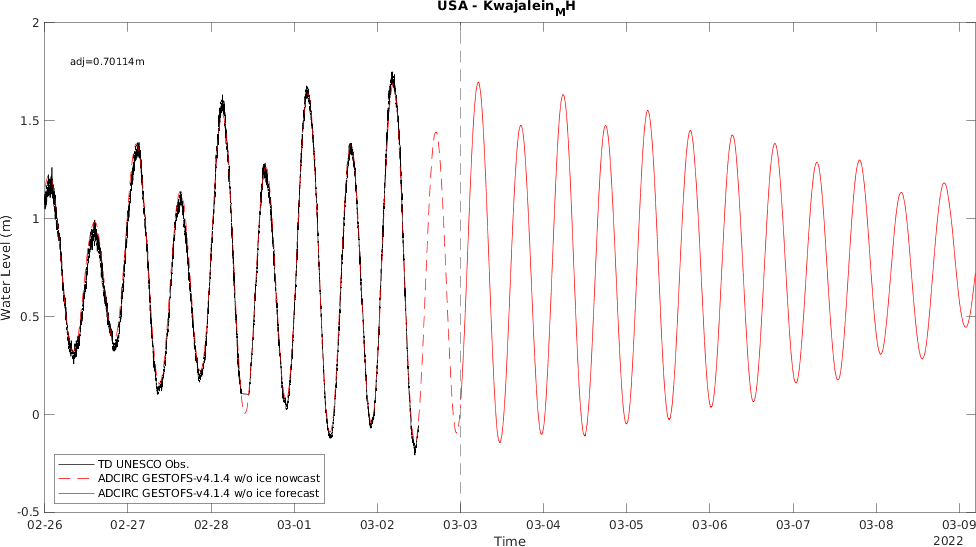 USA - Kwajalein_MH
adj=0.70114m
2
1.5
1
0.5
0
-0.5
Water Level (m)
TD UNESCO Obs.
ADCIRC GESTOFS-v4.1.4 w/o ice nowcast
ADCIRC GESTOFS-v4.1.4 w/o ice forecast
02-26 02-27 02-28 03-01 03-02 03-03 03-04 03-05 03-06 03-07 03-08 03-09
Time
2022